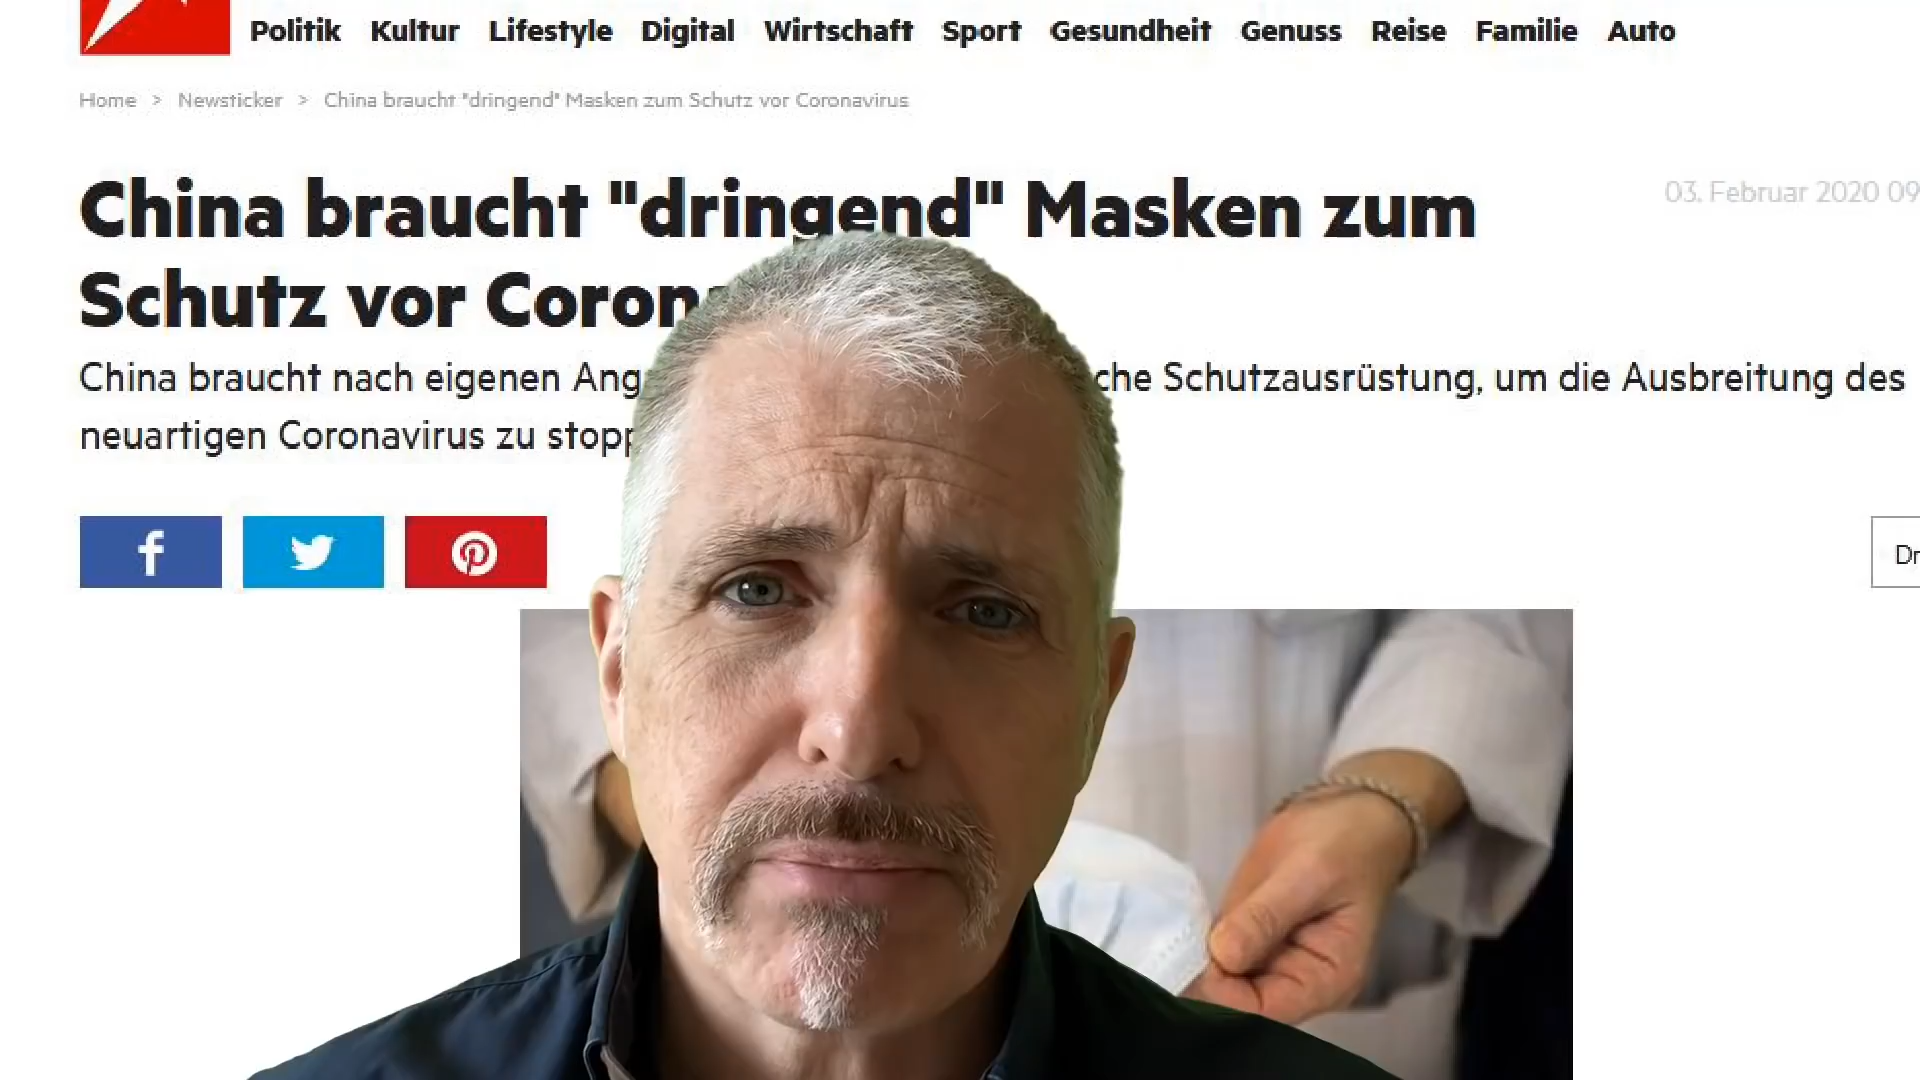 Politik Kultur Lifestyle Digital Wirtschaft Sport Gesundheit Genuss Reise Familie Auto
Home > Newsticker > China braucht "dringend" Masken zum Schutz vor Coronavirus
China braucht "dringend" Masken zum
03. Februar 2020 09
Schutz vor Coron
China braucht nach eigenen Ang che Schutzausrüstung, um die Ausbreitung des
neuartigen Coronavirus zu stopp
Dr